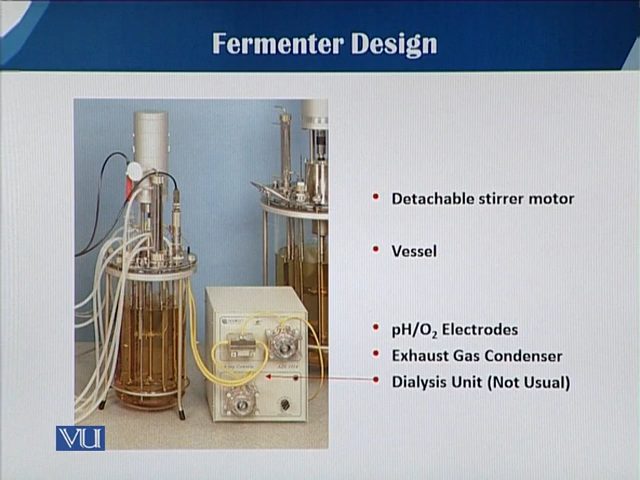 Fermenter Design
• Detachable stirrer motor
• Vessel
• pH/O₂ Electrodes
• Exhaust Gas Condenser
• Dialysis Unit (Not Usual)
VU